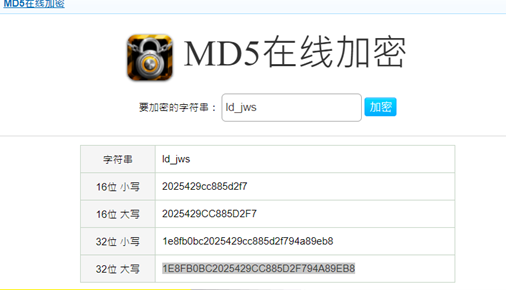 MD5在线加密
MD5在线加密
要加密的字符串： ld_jws 加密
字符串 ld_jws
16位 小写 2025429cc885d2f7
16位 大写 2025429CC885D2F7
32位 小写 1e8fb0bc2025429cc885d2f794a89eb8
32位 大写 1E8FB0BC2025429CC885D2F794A89EB8